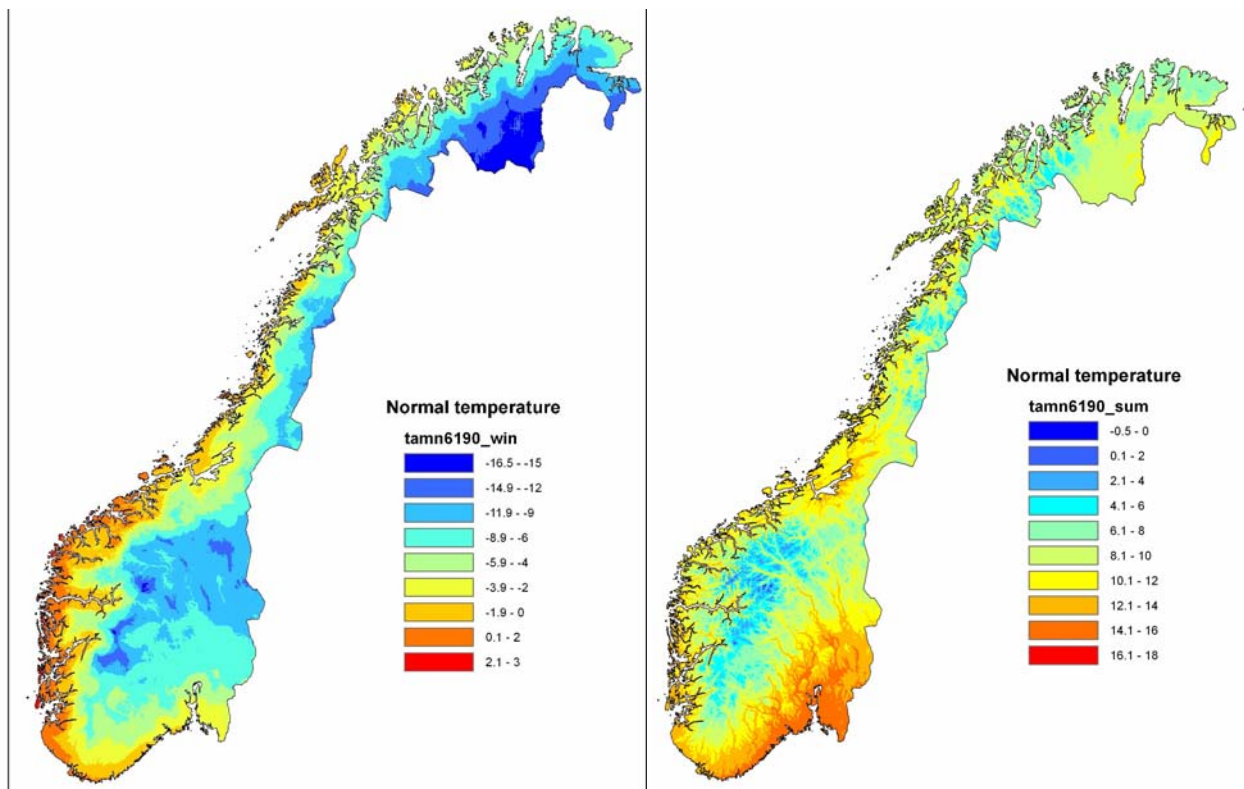 Normal temperature
tamn6190_win
-16.5 - -15
-14.9 - -12
-11.9 - -9
-8.9 - -6
-5.9 - -4
-3.9 - -2
-1.9 - 0
0.1 - 2
2.1 - 3
Normal temperature
tamn6190_sum
-0.5 - 0
0.1 - 2
2.1 - 4
4.1 - 6
6.1 - 8
8.1 - 10
10.1 - 12
12.1 - 14
14.1 - 16
16.1 - 18